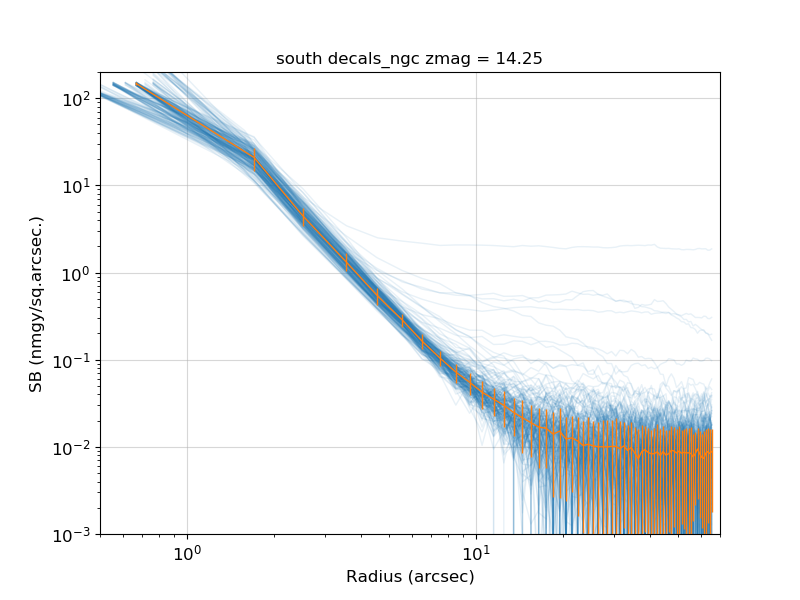 south decals_ngc zmag = 14.25
SB (nmgy/sq.arcsec.)
10²
10¹
10⁰
10⁻¹
10⁻²
10⁻³
10⁰
10¹
Radius (arcsec)